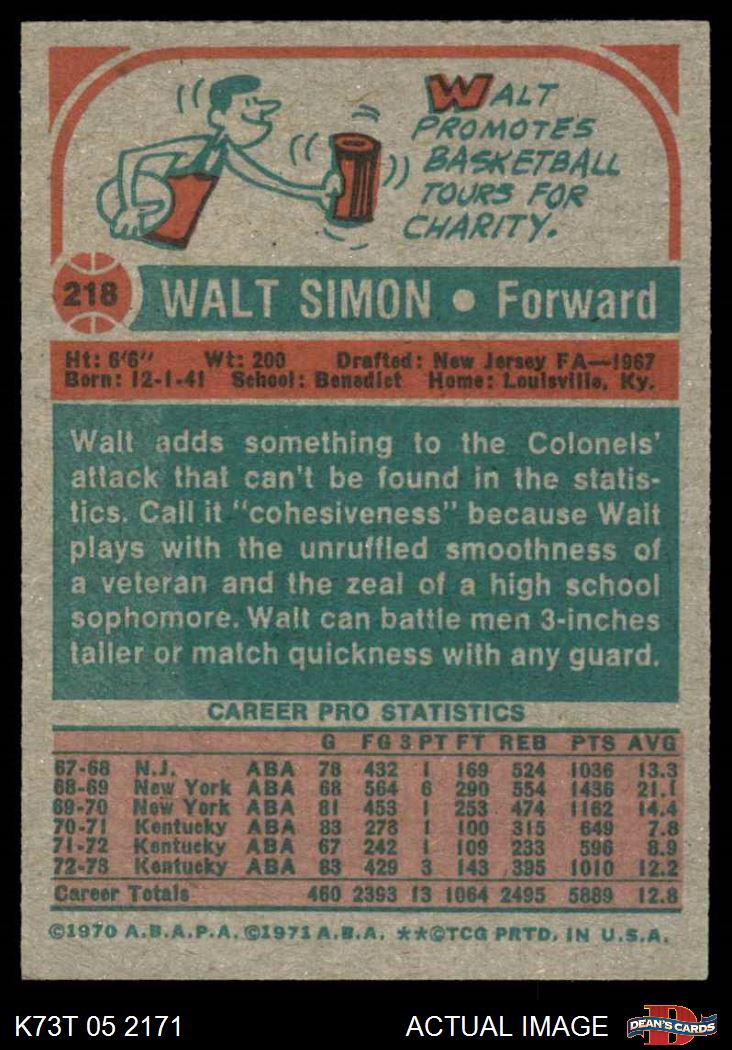 WALT
PROMOTES
BASKETBALL
TOURS FOR
CHARITY.
218 WALT SIMON • Forward
Ht: 6'6" Wt: 200 Drafted: New Jersey FA—1967
Born: 12-1-41 School: Benedict Home: Louisville, Ky.
Walt adds something to the Colonels'
attack that can't be found in the statis-
tics. Call it "cohesiveness" because Walt
plays with the unruffled smoothness of
a veteran and the zeal of a high school
sophomore. Walt can battle men 3-inches
taller or match quickness with any guard.
CAREER PRO STATISTICS
G FG 3 PT FT REB PTS AVG
67-68 N.J. ABA 78 432 1 169 524 1036 13.3
68-69 New York ABA 68 564 6 290 554 1436 21.1
69-70 New York ABA 81 453 1 253 474 1162 14.4
70-71 Kentucky ABA 83 273 1 100 315 649 7.8
71-72 Kentucky ABA 67 242 1 109 233 596 8.9
72-73 Kentucky ABA 83 429 3 143 395 1010 12.2
Career Totals 460 2393 13 1064 2495 5889 12.8
©1970 A.B.A.P.A. ©1971 A.B.A. **©TCG PRTD. IN U.S.A.
K73T 05 2171 ACTUAL IMAGE D DEAN'S CARDS